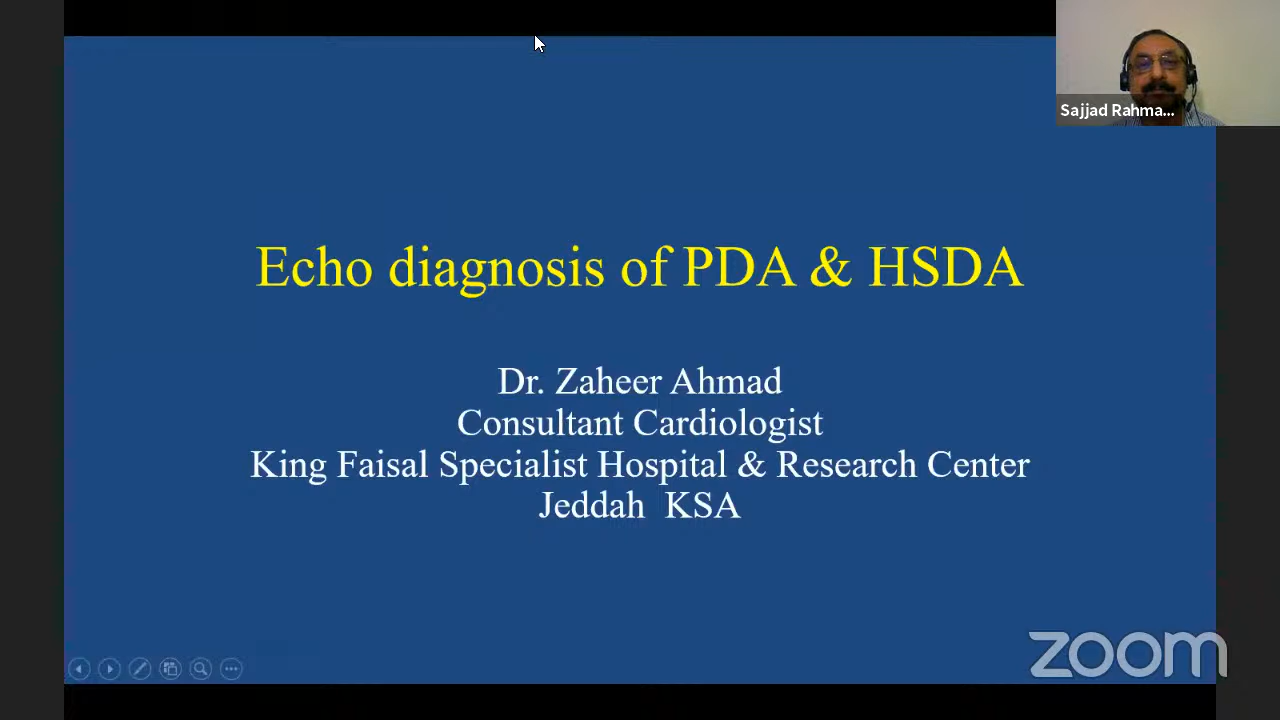 Sajjad Rahma...
Echo diagnosis of PDA & HSDA
Dr. Zaheer Ahmad
Consultant Cardiologist
King Faisal Specialist Hospital & Research Center
Jeddah KSA
zoom